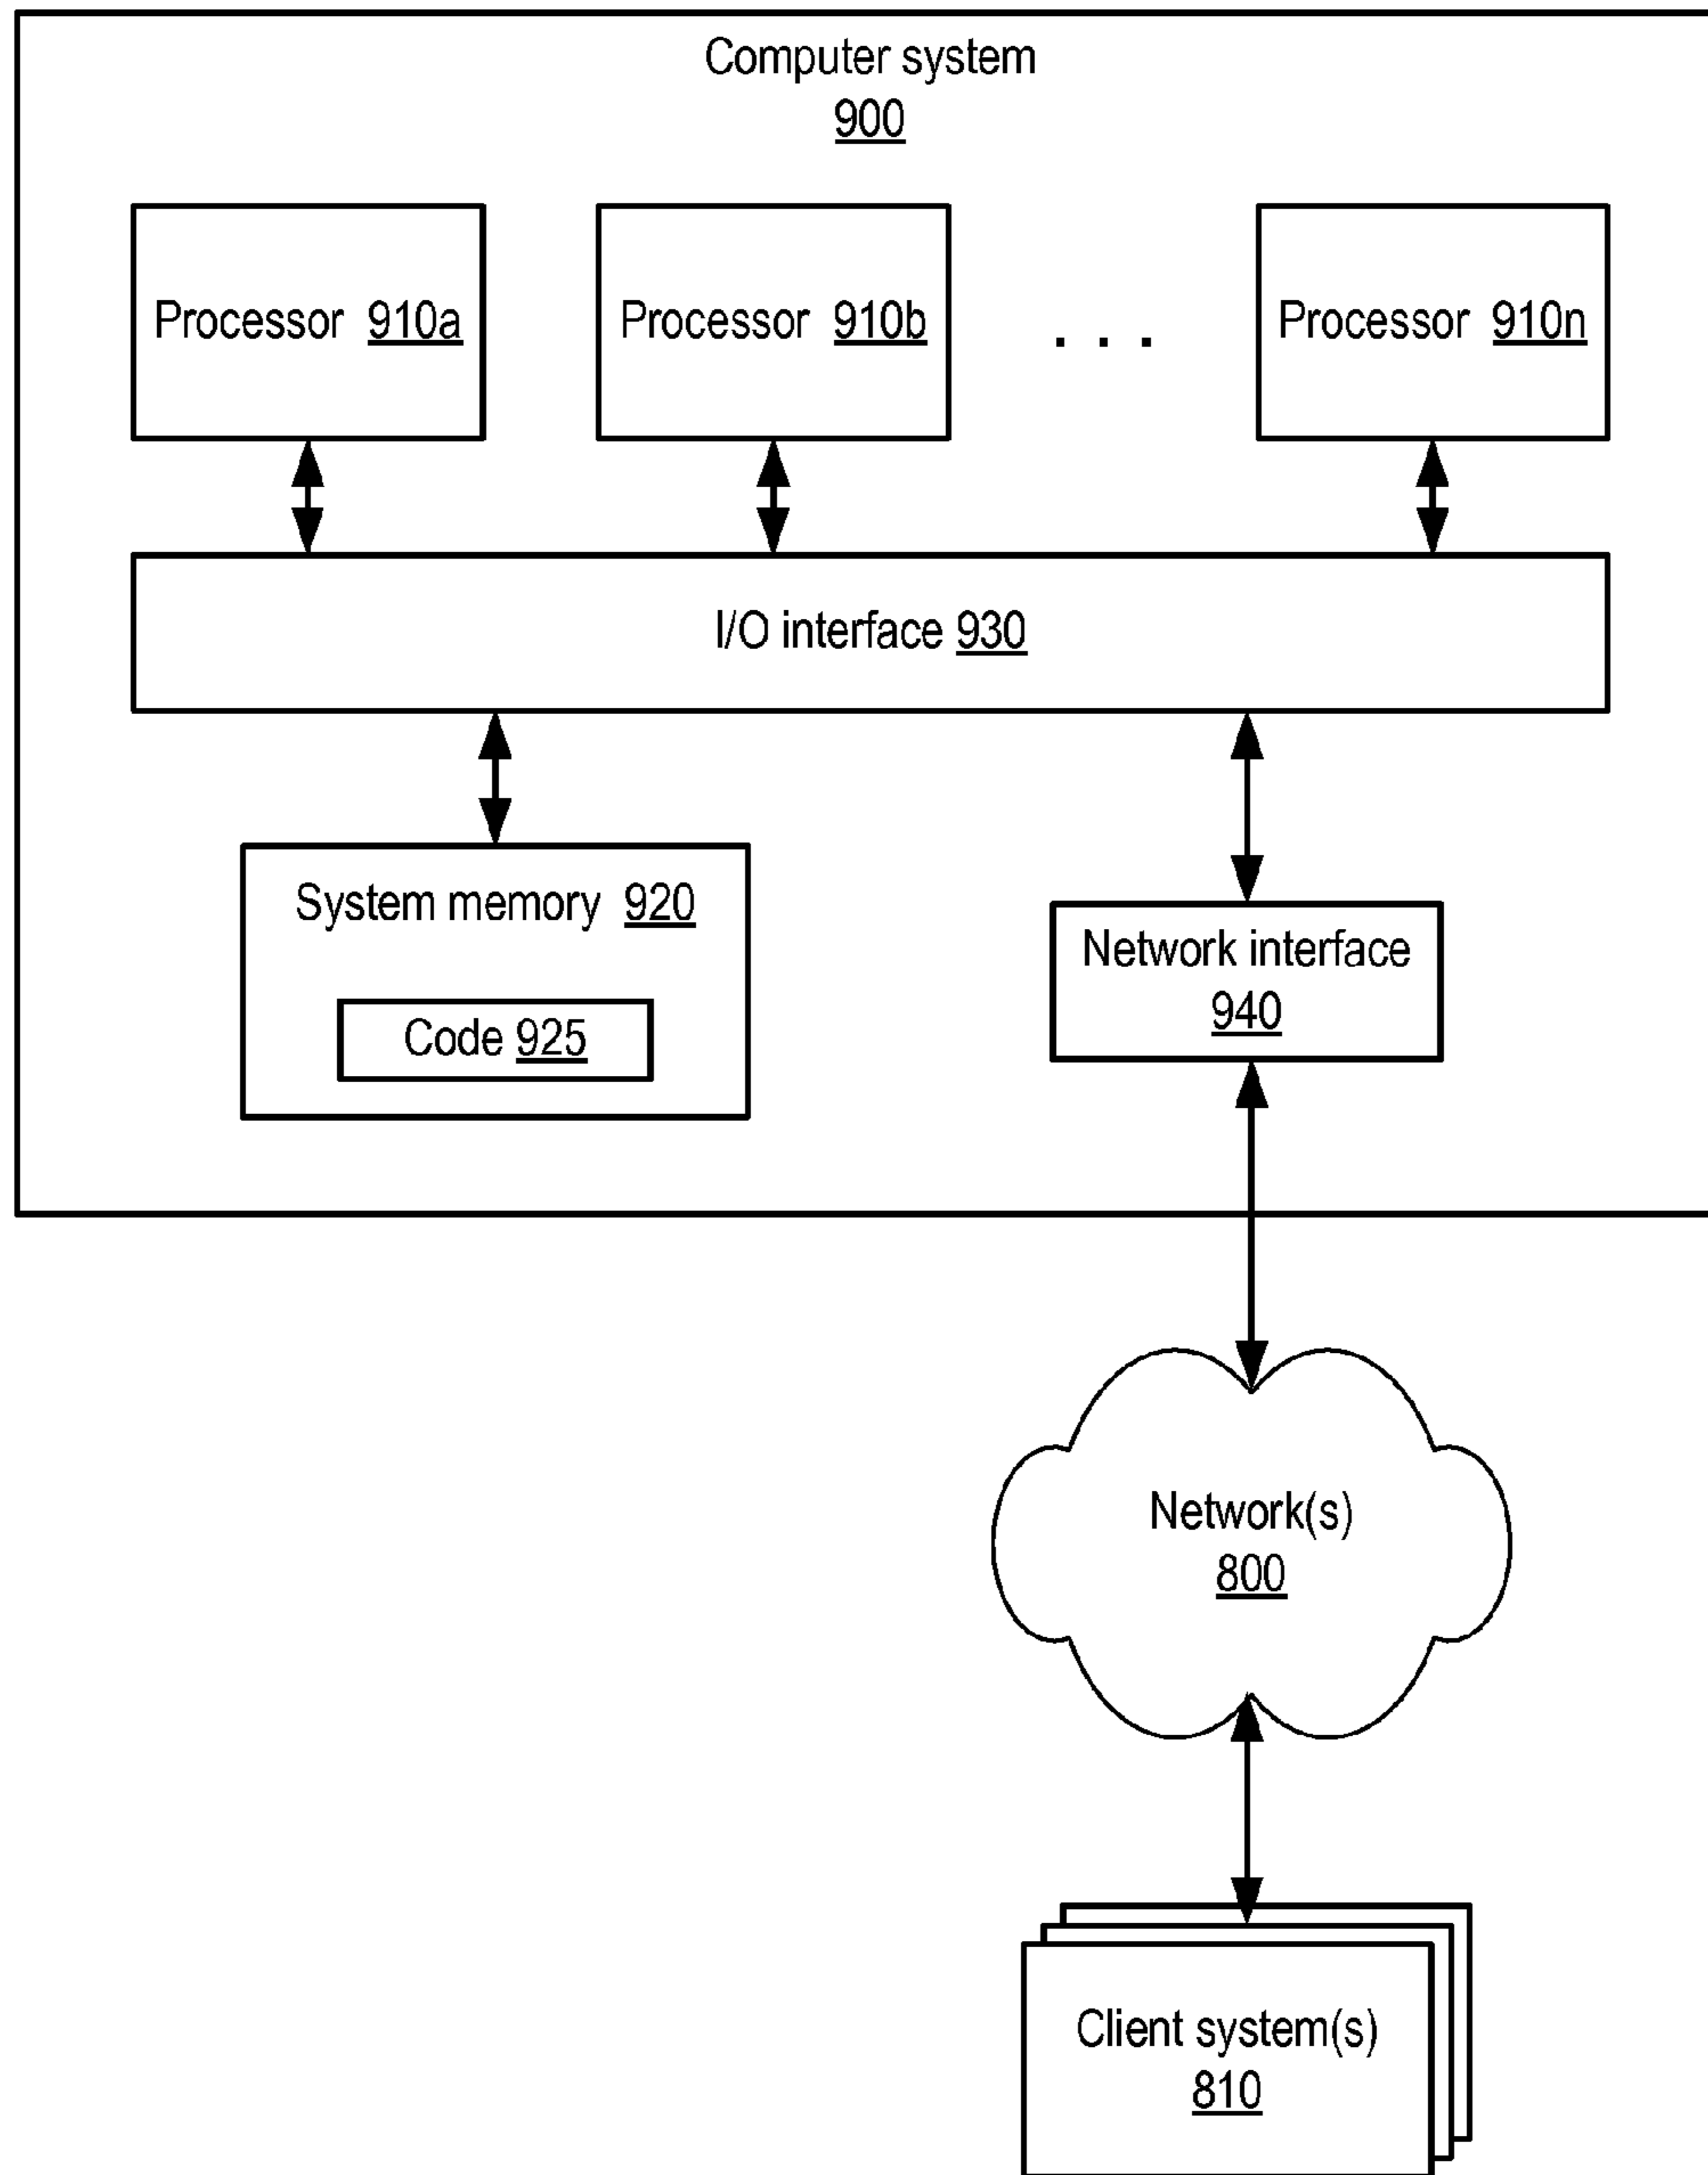 Computer system
900
Processor 910a
Processor 910b
. . .
Processor 910n
I/O interface 930
System memory 920
Code 925
Network interface
940
Network(s)
800
Client system(s)
810